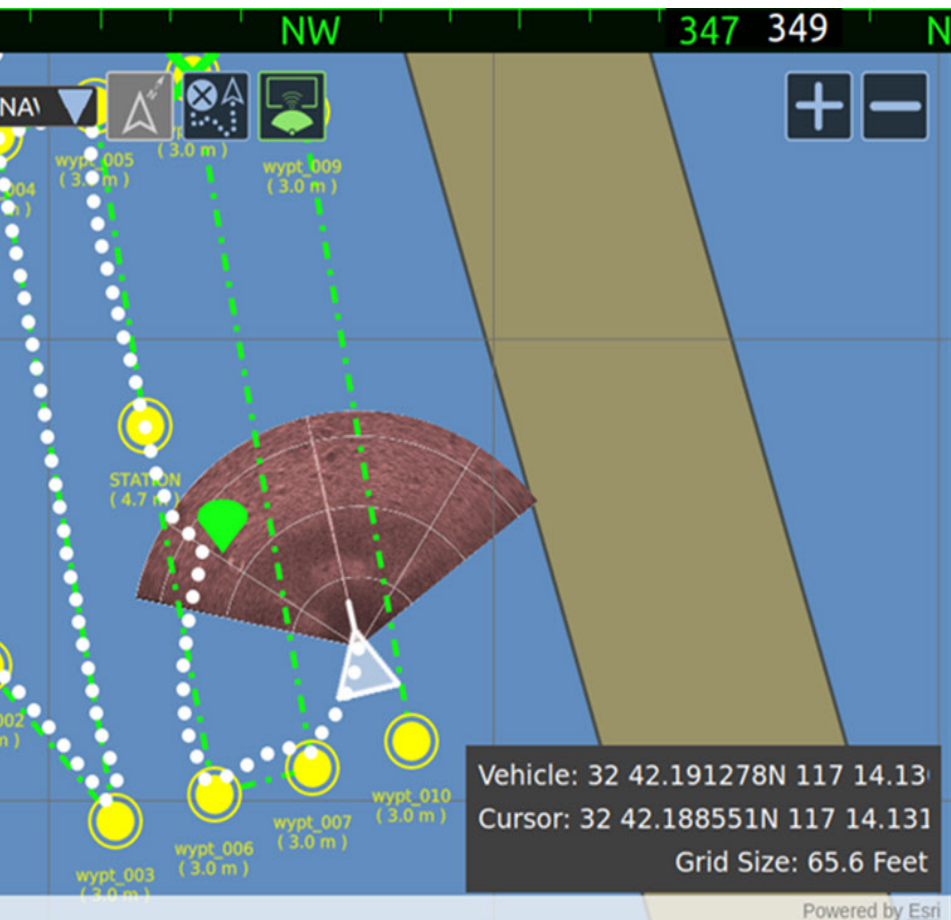 NW 347 349 N
NAV
wypt_005
( 3.0 m )
( 3.0 m )
wypt_009
( 3.0 m )
004
m )
STATION
( 4.7 m
002
m )
wypt_010
( 3.0 m )
wypt_007
( 3.0 m )
wypt_006
( 3.0 m )
wypt_003
( 3.0 m )
Vehicle: 32 42.191278N 117 14.13
Cursor: 32 42.188551N 117 14.131
Grid Size: 65.6 Feet
Powered by Esri